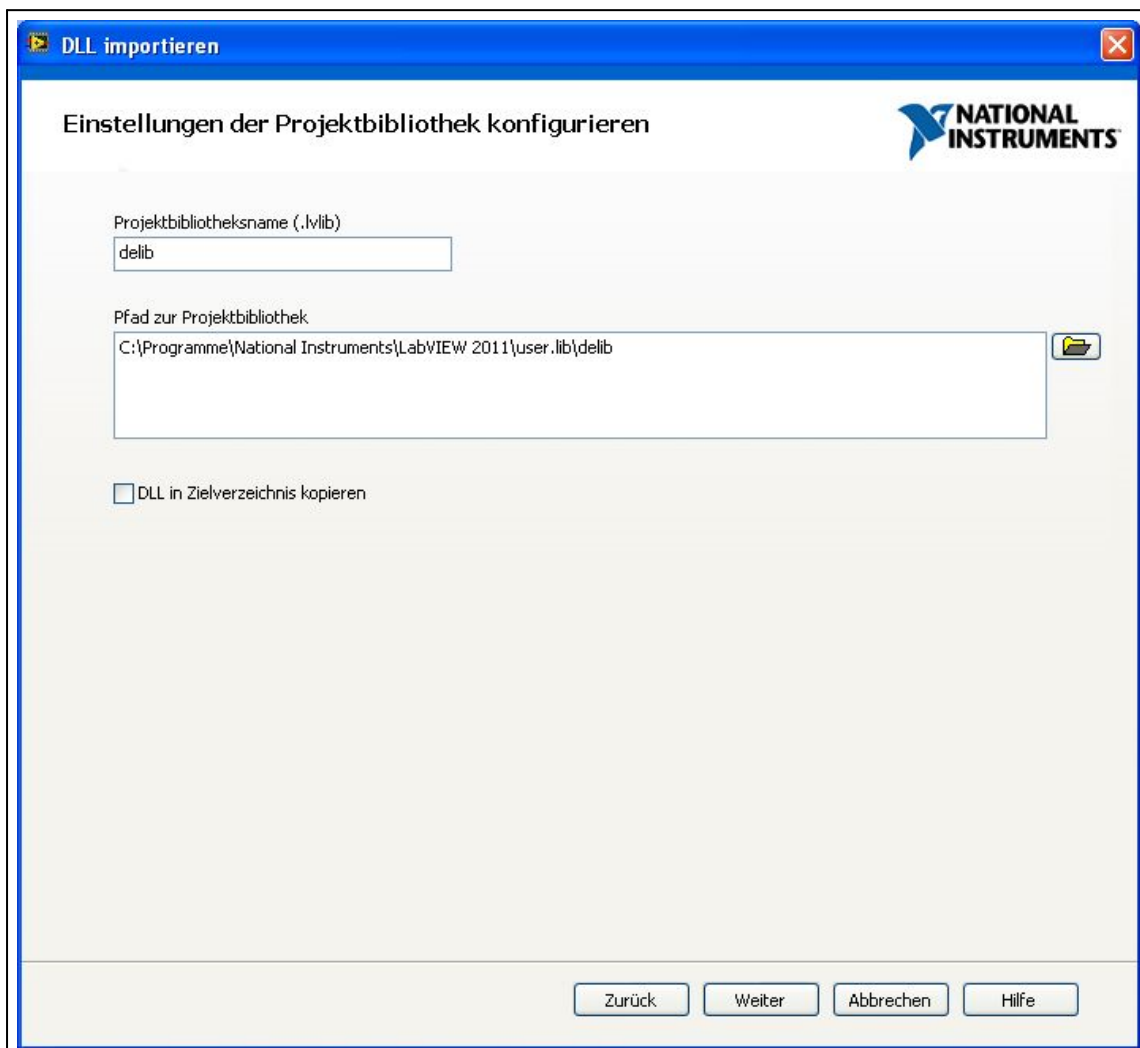 DLL importieren
Einstellungen der Projektbibliothek konfigurieren
NATIONAL
INSTRUMENTS
Projektbibliotheksname (.lvlib)
delib
Pfad zur Projektbibliothek
C:\Programme\National Instruments\LabVIEW 2011\user.lib\delib
DLL in Zielverzeichnis kopieren
Zurück
Weiter
Abbrechen
Hilfe